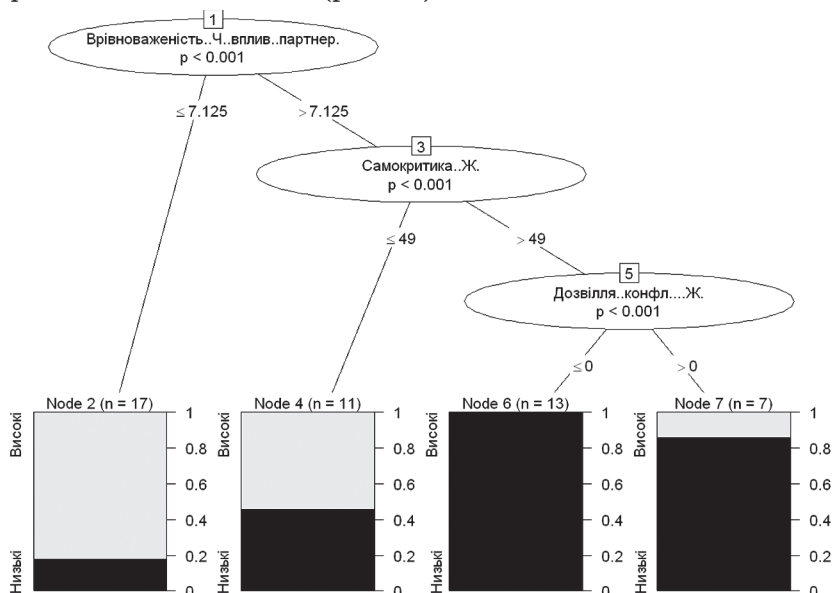 1
Врівноваженість..Ч..вплив..партнер.
p < 0.001
≤ 7.125
> 7.125
3
Самокритика..Ж.
p < 0.001
≤ 49
> 49
5
Дозвілля..конфл....Ж.
p < 0.001
≤ 0
> 0
Node 2 (n = 17)
Високі
Низькі
1
0.8
0.6
0.4
0.2
0
Node 4 (n = 11)
Високі
Низькі
1
0.8
0.6
0.4
0.2
0
Node 6 (n = 13)
Високі
Низькі
1
0.8
0.6
0.4
0.2
0
Node 7 (n = 7)
Високі
Низькі
1
0.8
0.6
0.4
0.2
0